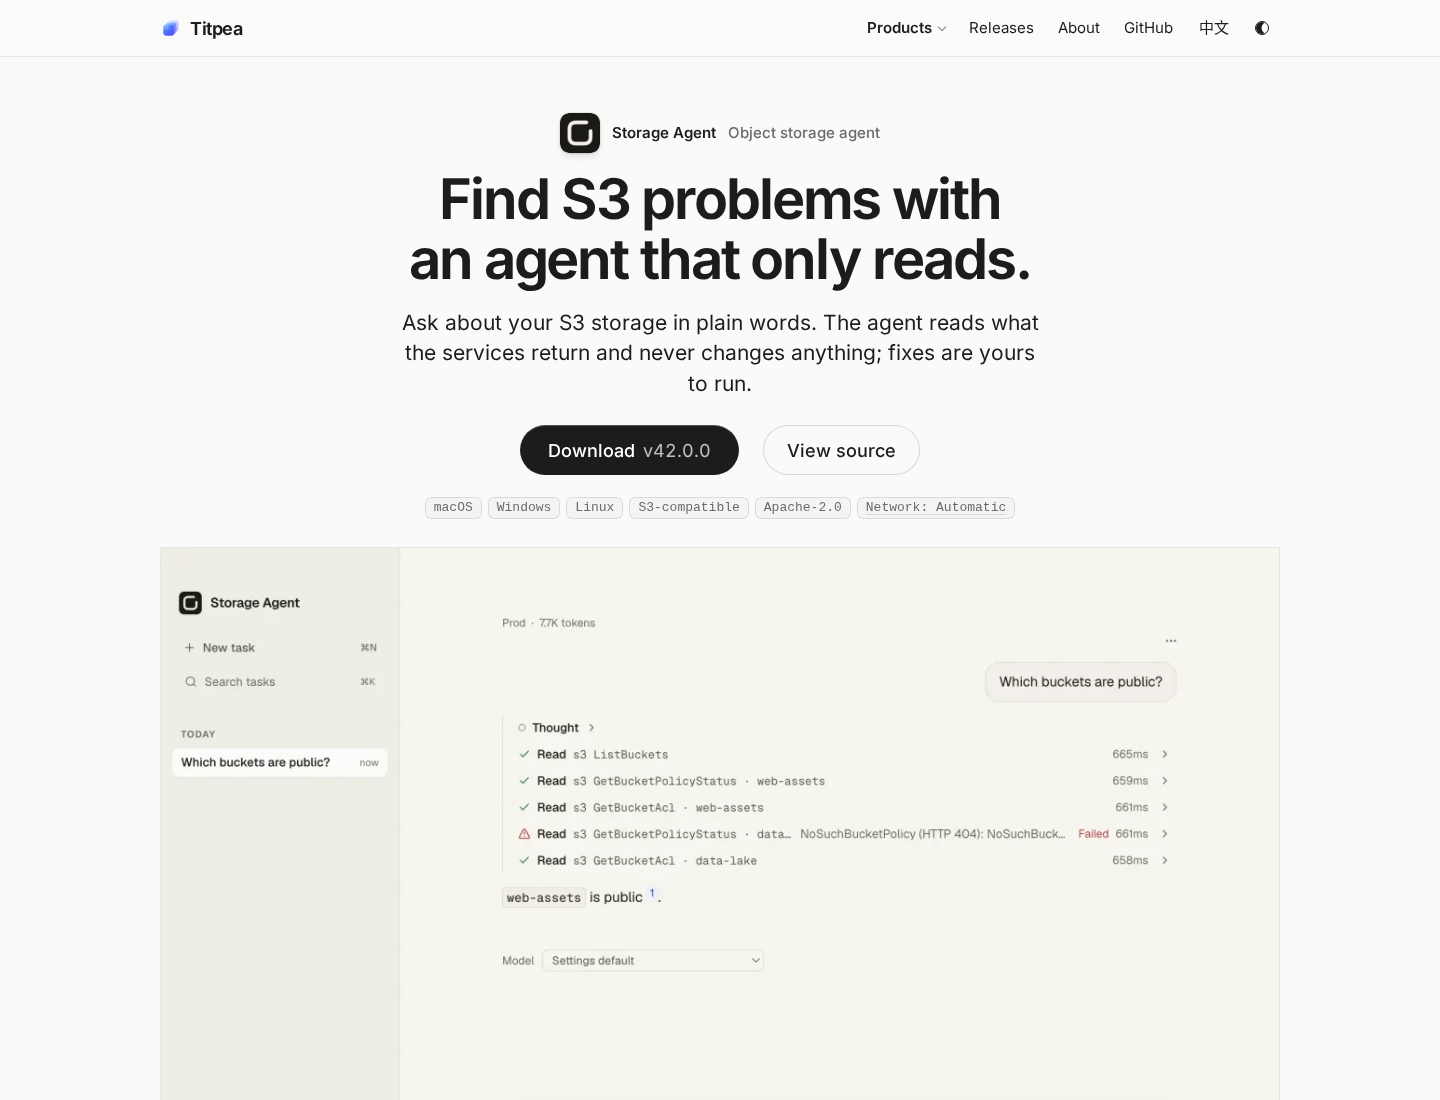 Titpea
Products Releases About GitHub 中文
Storage Agent Object storage agent
Find S3 problems with
an agent that only reads.
Ask about your S3 storage in plain words. The agent reads what
the services return and never changes anything; fixes are yours
to run.
Download v42.0.0 View source
macOS Windows Linux S3-compatible Apache-2.0 Network: Automatic
Storage Agent
New task ⌘N
Search tasks ⌘K
TODAY
Which buckets are public? now
Prod · 7.7K tokens
···
Which buckets are public?
Thought
Read s3 ListBuckets 665ms
Read s3 GetBucketPolicyStatus · web-assets 659ms
Read s3 GetBucketAcl · web-assets 661ms
Read s3 GetBucketPolicyStatus · data… NoSuchBucketPolicy (HTTP 404): NoSuchBuck… Failed 661ms
Read s3 GetBucketAcl · data-lake 658ms
web-assets is public 1.
Model Settings default